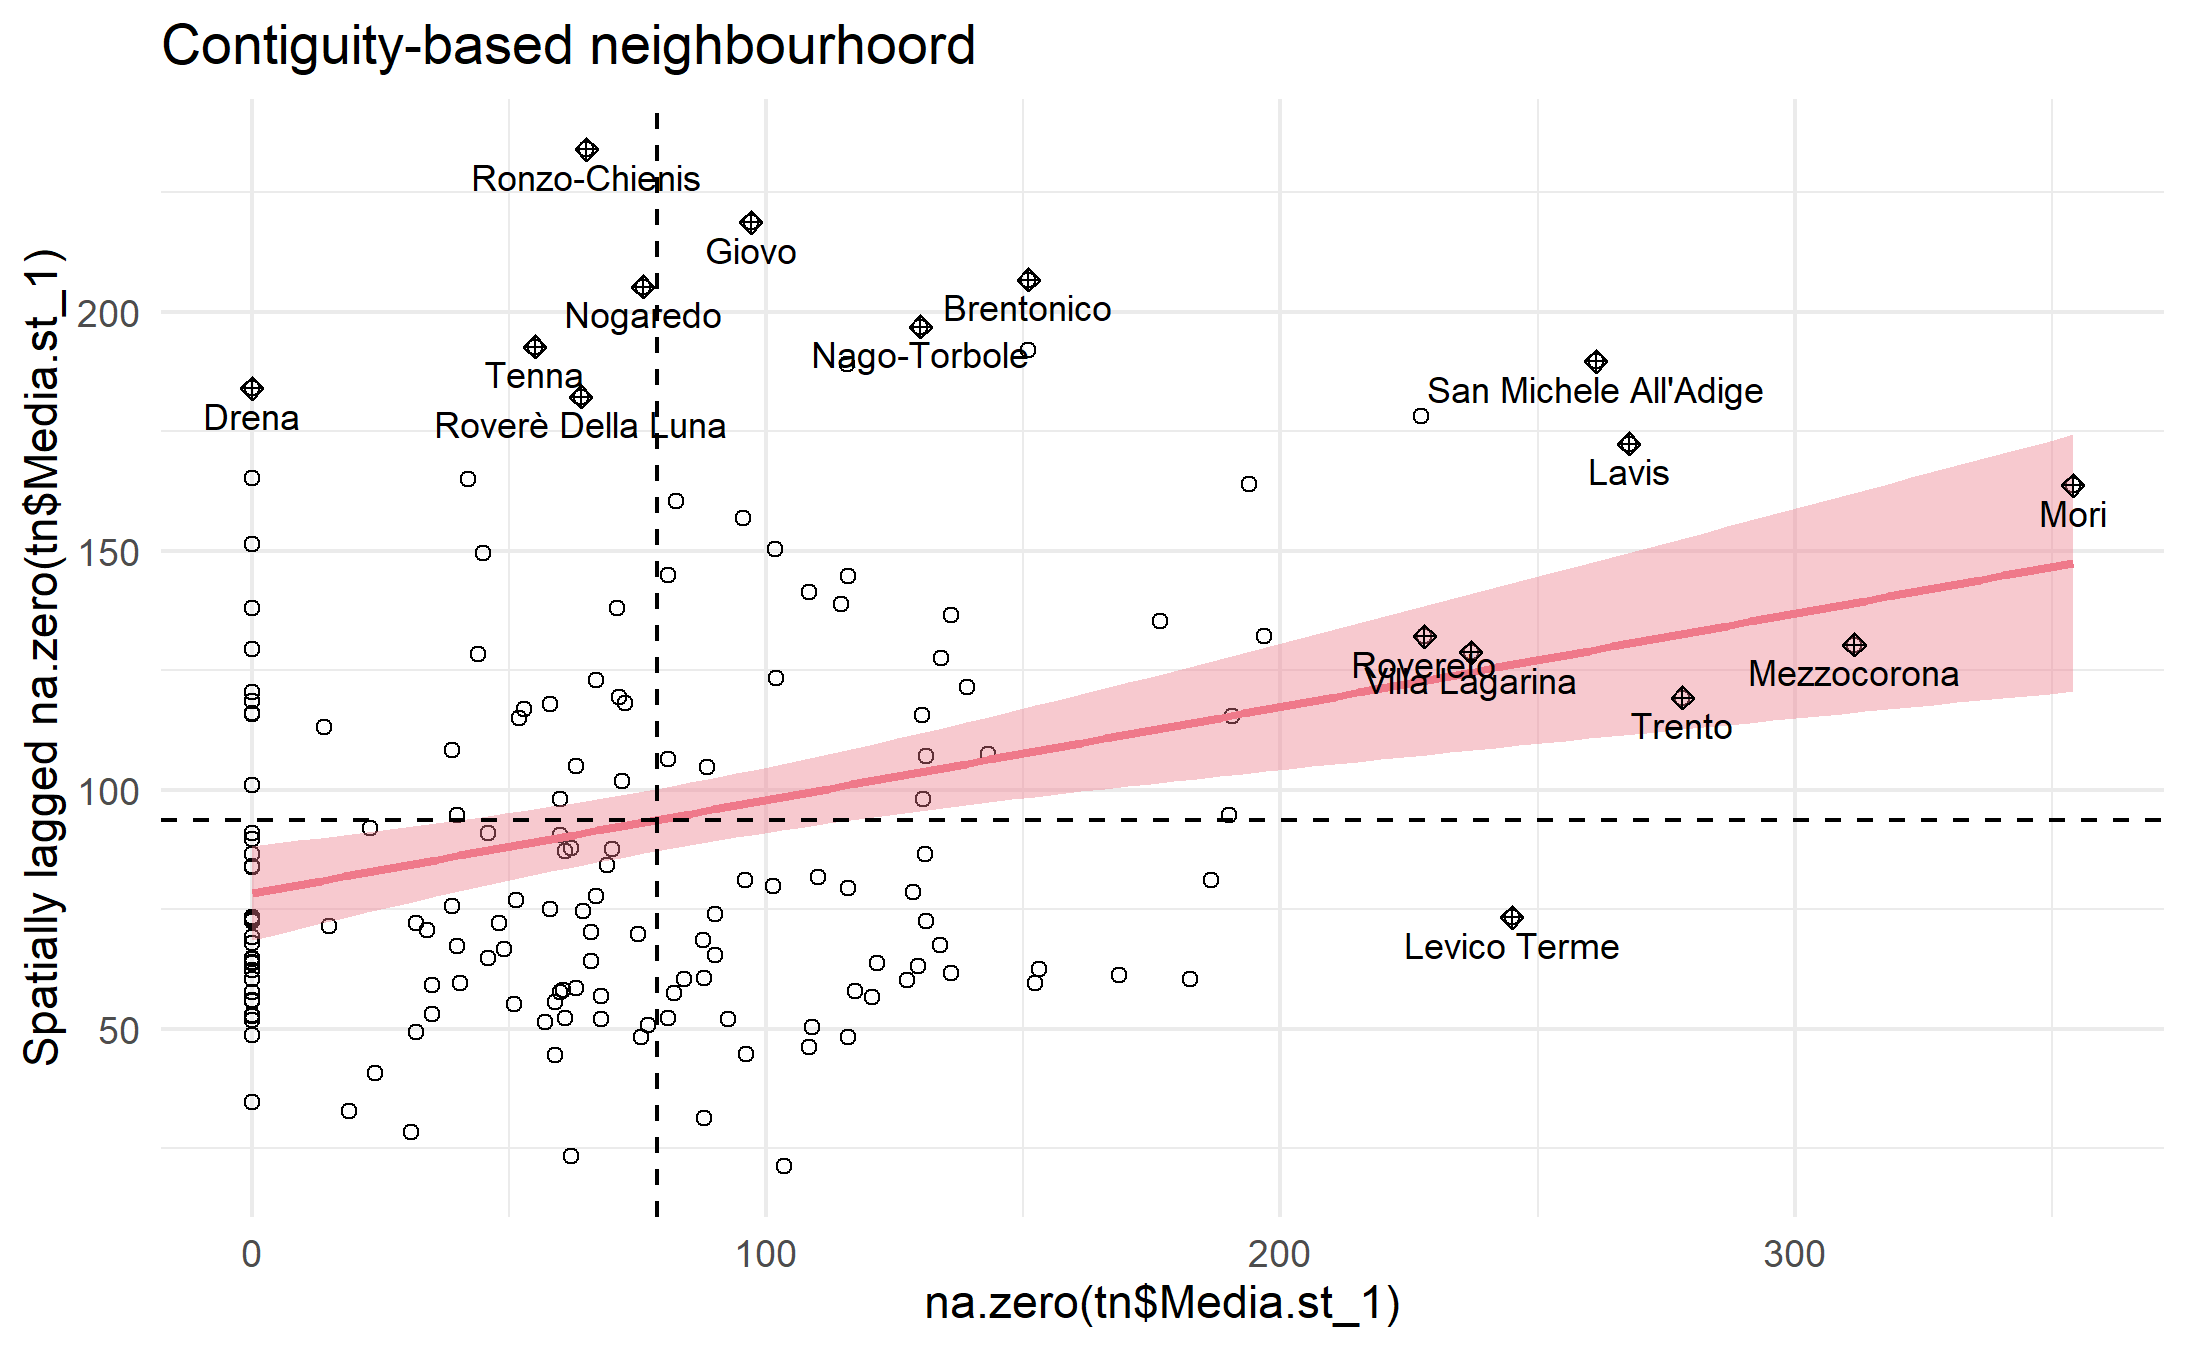 Contiguity-based neighbourhoord
Ronzo-Chienis
Giovo
Nogaredo
Brentonico
Nago-Torbole
Tenna
San Michele All'Adige
Drena
Roverè Della Luna
Lavis
Mori
Rovereto
Villa Lagarina
Mezzocorona
Trento
Levico Terme
Spatially lagged na.zero(tn$Media.st_1)
200
150
100
50
0 100 200 300
na.zero(tn$Media.st_1)